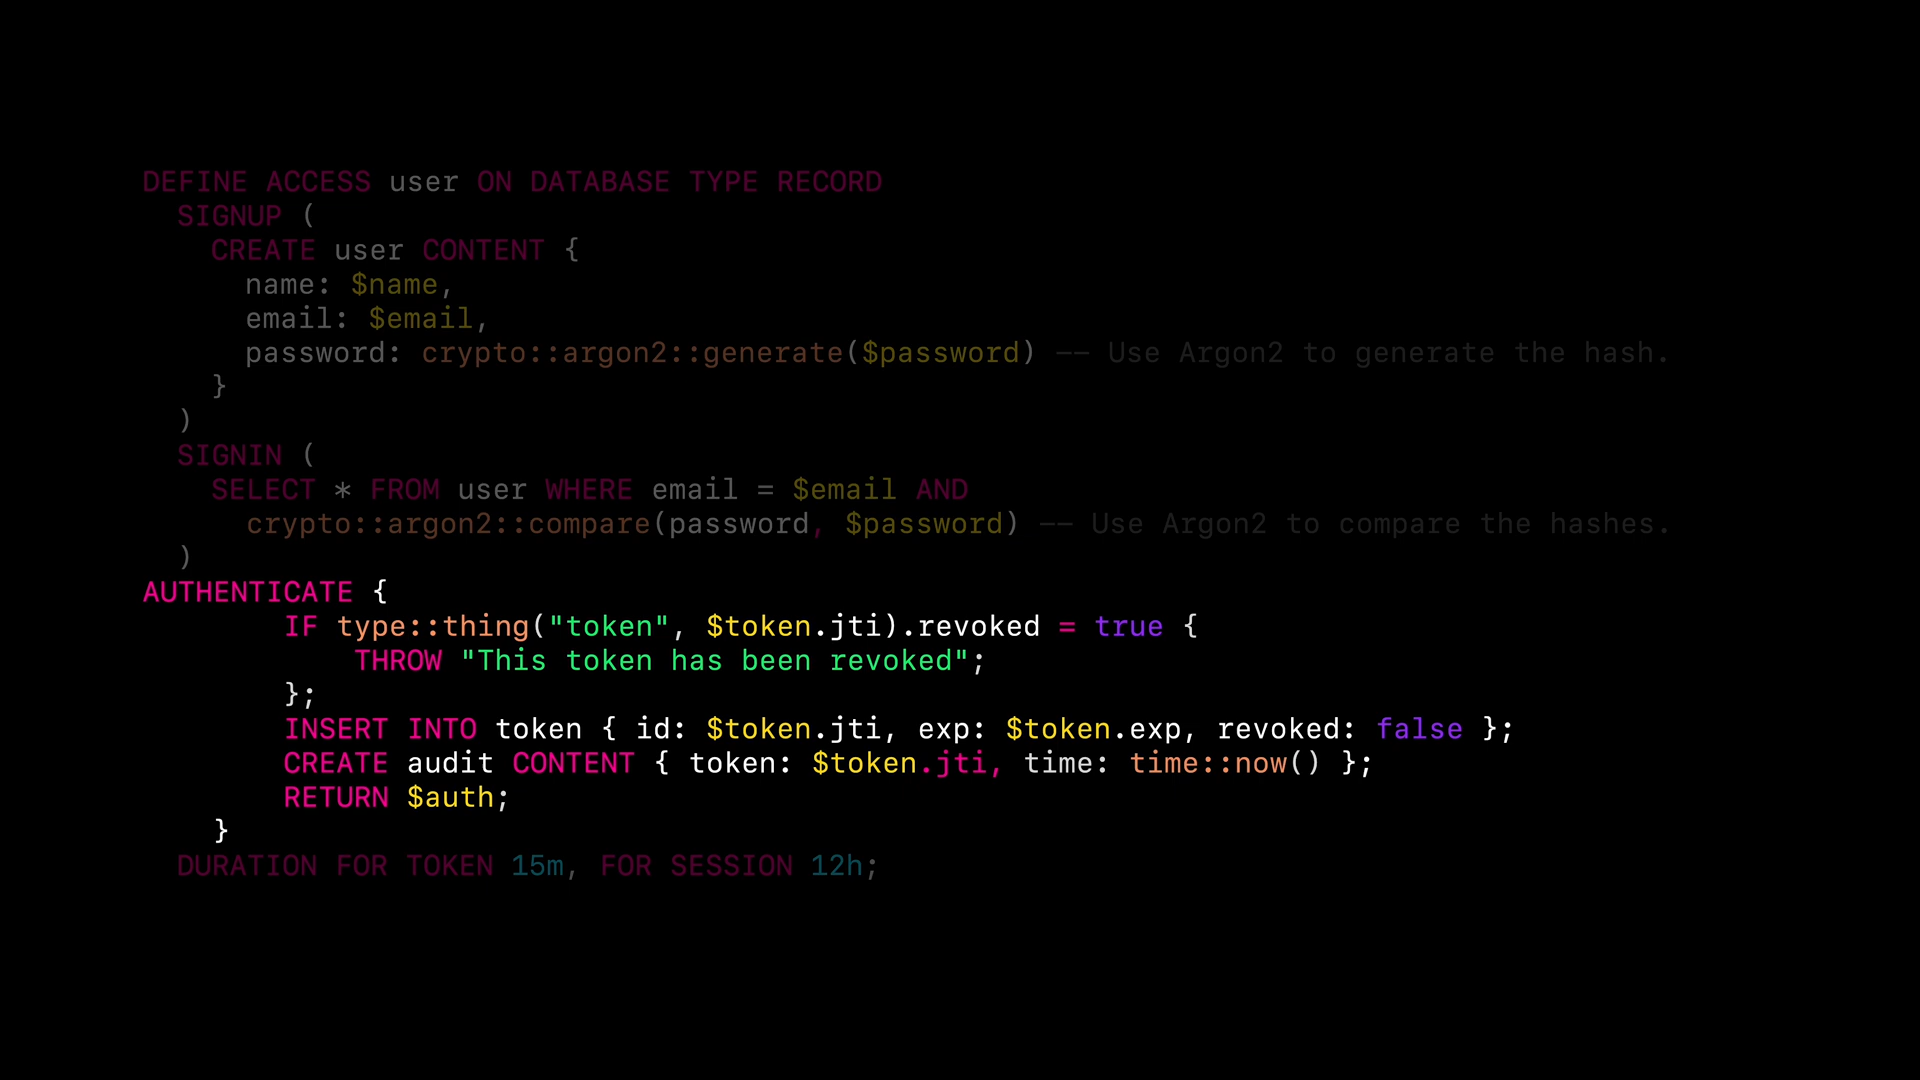 DEFINE ACCESS user ON DATABASE TYPE RECORD
SIGNUP (
CREATE user CONTENT {
name: $name,
email: $email,
password: crypto::argon2::generate($password) -- Use Argon2 to generate the hash.
}
)
SIGNIN (
SELECT * FROM user WHERE email = $email AND
crypto::argon2::compare(password, $password) -- Use Argon2 to compare the hashes.
)
AUTHENTICATE {
IF type::thing("token", $token.jti).revoked = true {
THROW "This token has been revoked";
};
INSERT INTO token { id: $token.jti, exp: $token.exp, revoked: false };
CREATE audit CONTENT { token: $token.jti, time: time::now() };
RETURN $auth;
}
DURATION FOR TOKEN 15m, FOR SESSION 12h;